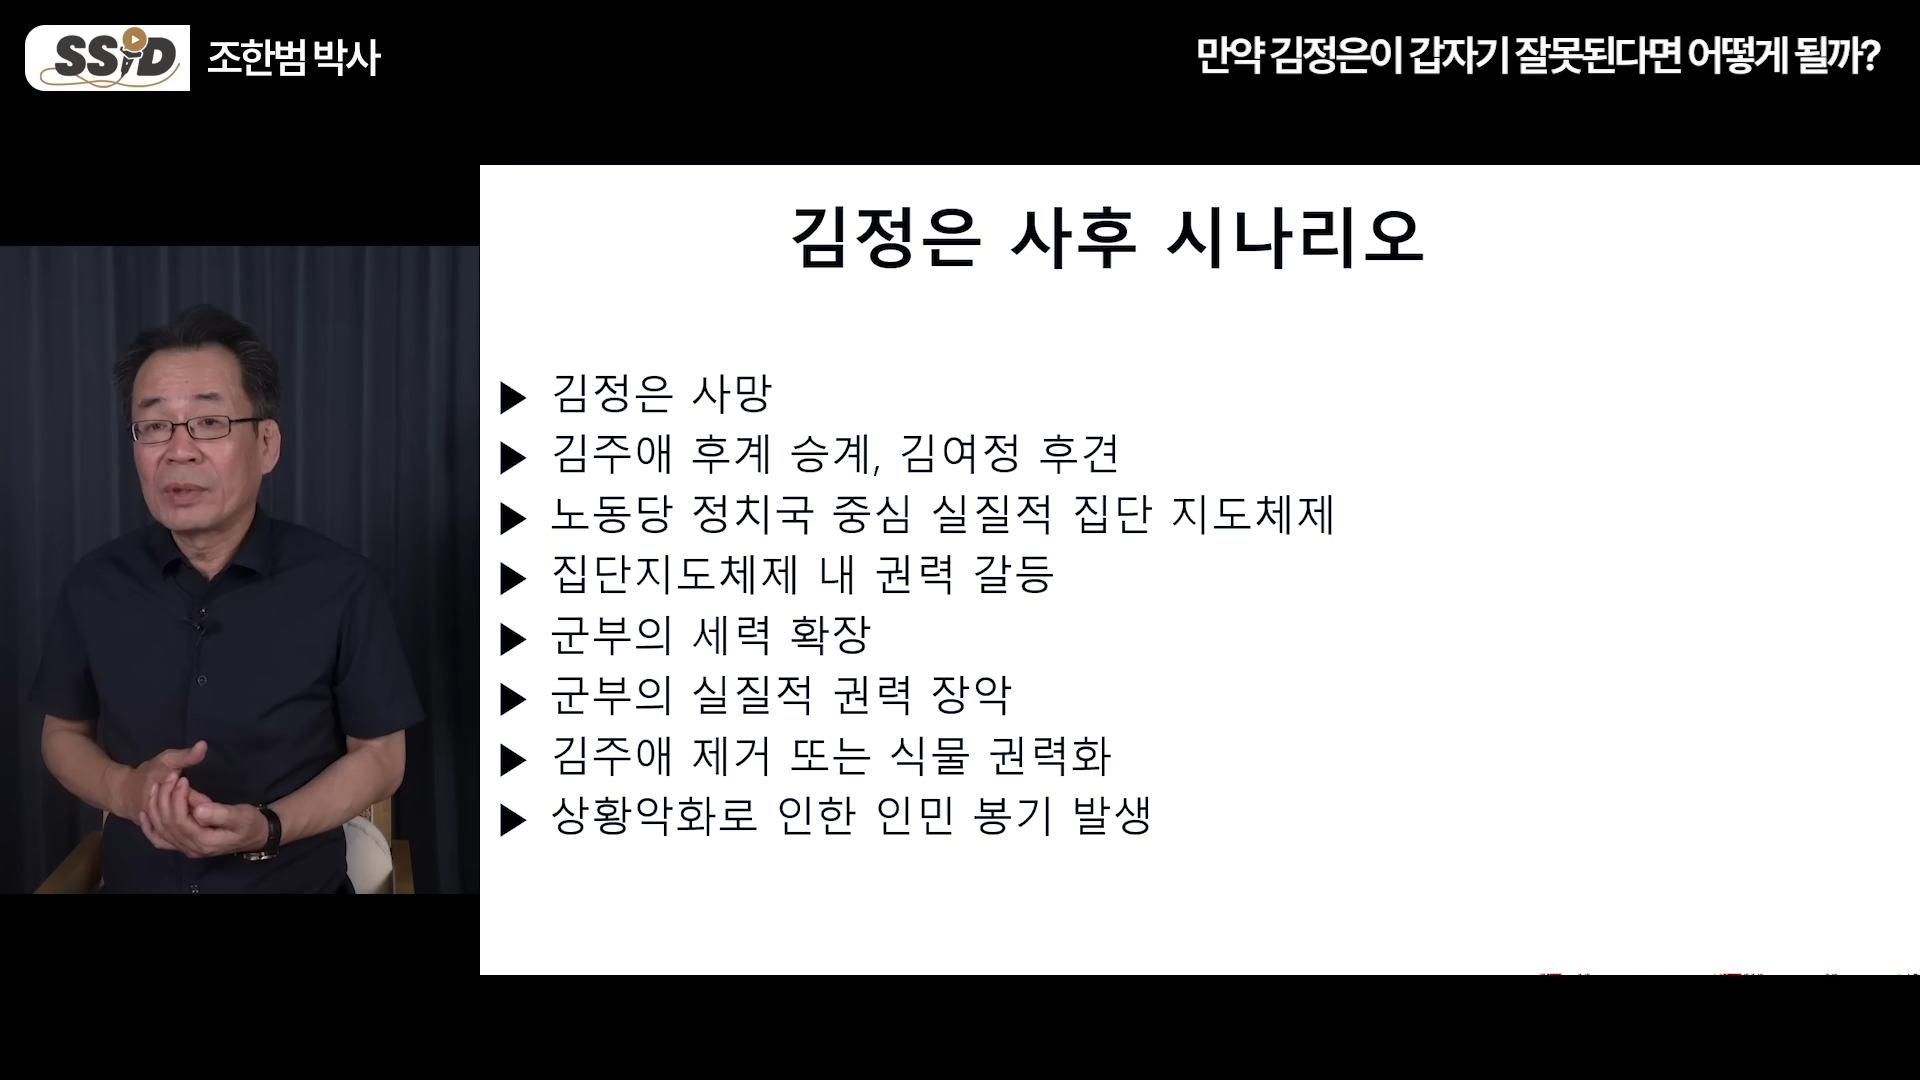 SSiD 조한범 박사
만약 김정은이 갑자기 잘못된다면 어떻게 될까?
김정은 사후 시나리오
▶ 김정은 사망
▶ 김주애 후계 승계, 김여정 후견
▶ 노동당 정치국 중심 실질적 집단 지도체제
▶ 집단지도체제 내 권력 갈등
▶ 군부의 세력 확장
▶ 군부의 실질적 권력 장악
▶ 김주애 제거 또는 식물 권력화
▶ 상황악화로 인한 인민 봉기 발생